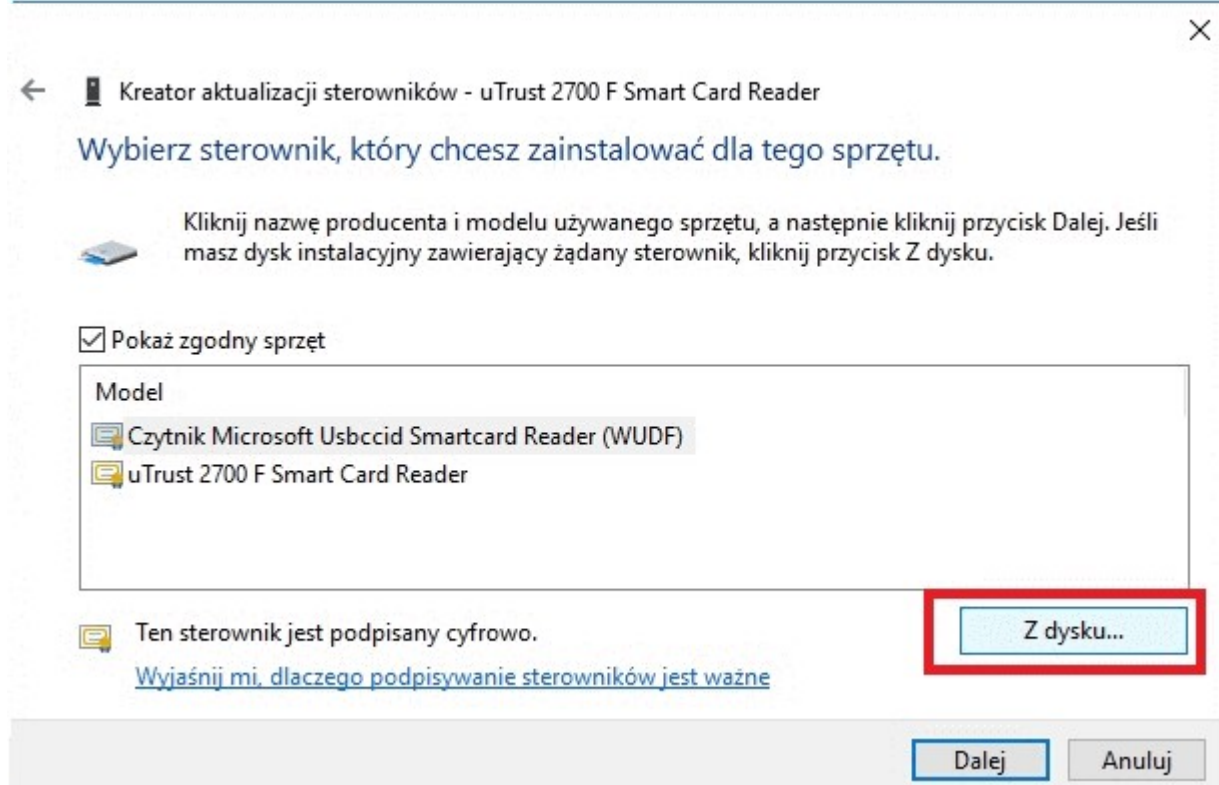 Kreator aktualizacji sterowników - uTrust 2700 F Smart Card Reader
Wybierz sterownik, który chcesz zainstalować dla tego sprzętu.
Kliknij nazwę producenta i modelu używanego sprzętu, a następnie kliknij przycisk Dalej. Jeśli
masz dysk instalacyjny zawierający żądany sterownik, kliknij przycisk Z dysku.
Pokaż zgodny sprzęt
Model
Czytnik Microsoft Usbccid Smartcard Reader (WUDF)
uTrust 2700 F Smart Card Reader
Ten sterownik jest podpisany cyfrowo.
Z dysku...
Wyjaśnij mi, dlaczego podpisywanie sterowników jest ważne
Dalej
Anuluj